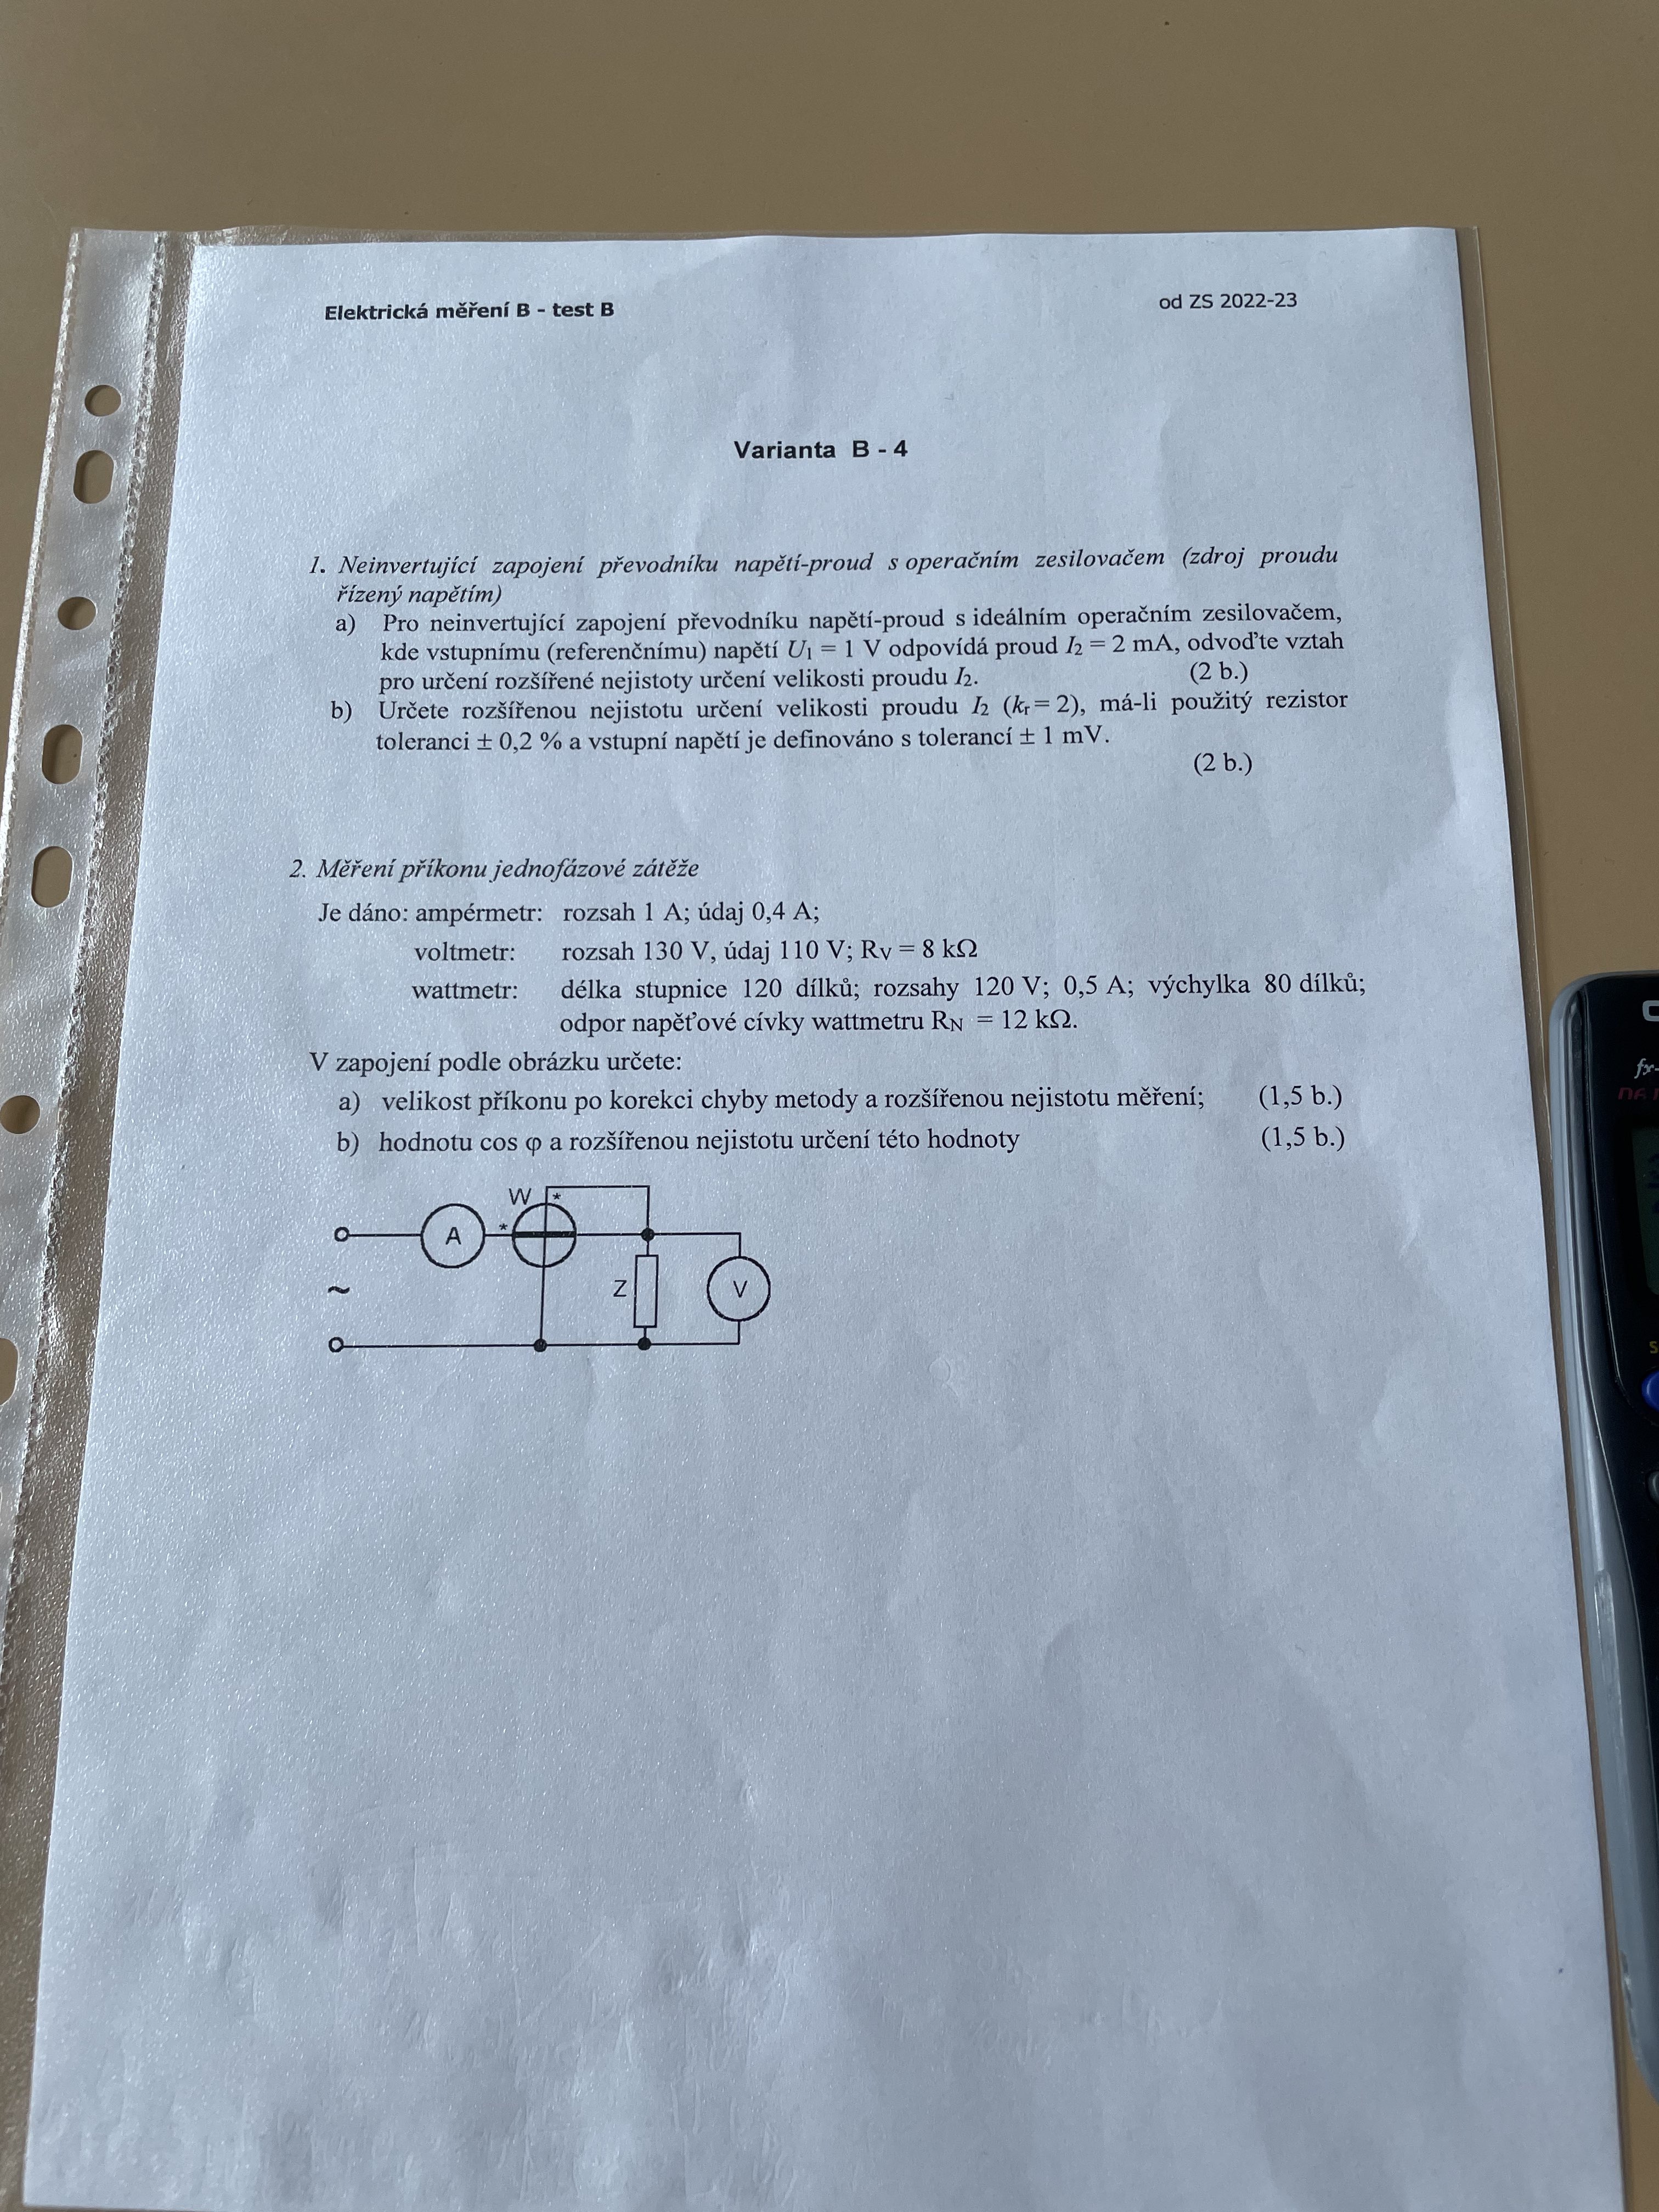 Elektrická měření B - test B
od ZS 2022-23
Varianta B - 4
1. Neinvertující zapojení převodníku napětí-proud s operačním zesilovačem (zdroj proudu
řízený napětím)
a) Pro neinvertující zapojení převodníku napětí-proud s ideálním operačním zesilovačem,
kde vstupnímu (referenčnímu) napětí U1 = 1 V odpovídá proud I2 = 2 mA, odvoďte vztah
pro určení rozšířené nejistoty určení velikosti proudu I2. (2 b.)
b) Určete rozšířenou nejistotu určení velikosti proudu I2 (kr = 2), má-li použitý rezistor
toleranci ± 0,2 % a vstupní napětí je definováno s tolerancí ± 1 mV.
(2 b.)
2. Měření příkonu jednofázové zátěže
Je dáno: ampérmetr: rozsah 1 A; údaj 0,4 A;
voltmetr: rozsah 130 V, údaj 110 V; RV = 8 kΩ
wattmetr: délka stupnice 120 dílků; rozsahy 120 V; 0,5 A; výchylka 80 dílků;
odpor napěťové cívky wattmetru RN = 12 kΩ.
V zapojení podle obrázku určete:
a) velikost příkonu po korekci chyby metody a rozšířenou nejistotu měření; (1,5 b.)
b) hodnotu cos φ a rozšířenou nejistotu určení této hodnoty (1,5 b.)
W *
A * 
~ Z V
fx-